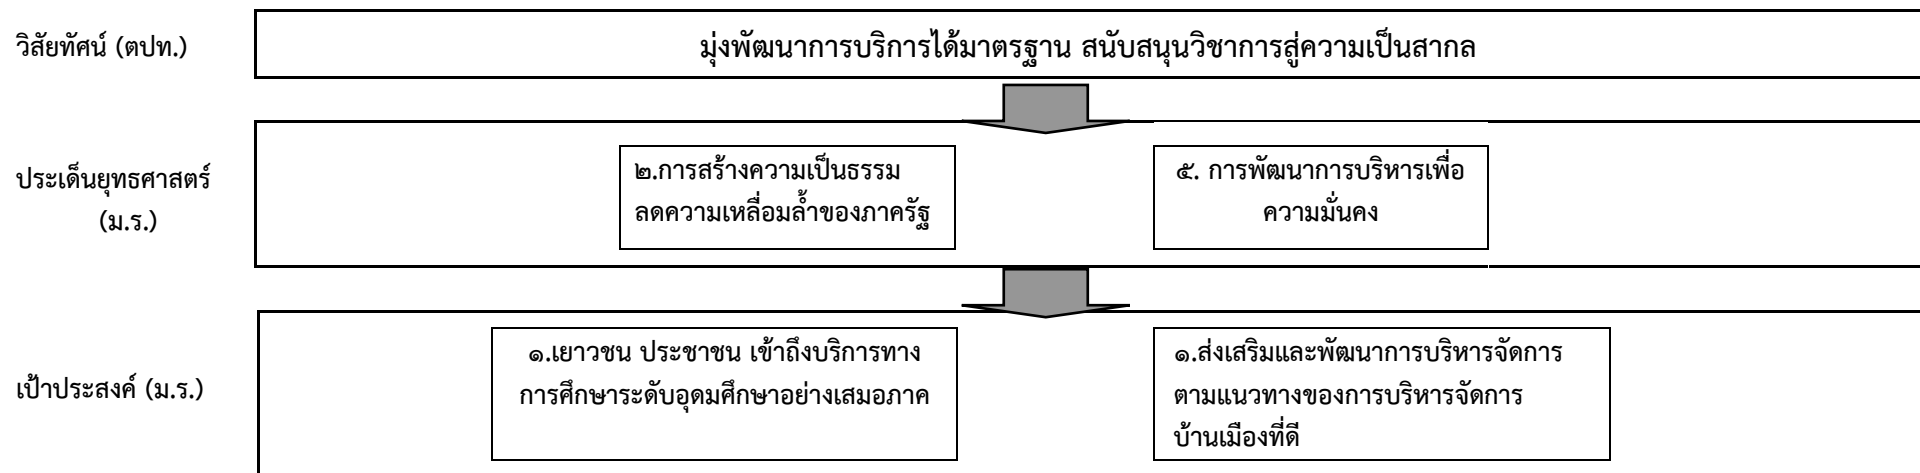 วิสัยทัศน์ (ตปท.)
มุ่งพัฒนาการบริการได้มาตรฐาน สนับสนุนวิชาการสู่ความเป็นสากล
ประเด็นยุทธศาสตร์
(ม.ร.)
๒.การสร้างความเป็นธรรม
ลดความเหลื่อมล้ำของภาครัฐ
๕. การพัฒนาการบริหารเพื่อ
ความมั่นคง
เป้าประสงค์ (ม.ร.)
๑.เยาวชน ประชาชน เข้าถึงบริการทาง
การศึกษาระดับอุดมศึกษาอย่างเสมอภาค
๑.ส่งเสริมและพัฒนาการบริหารจัดการ
ตามแนวทางของการบริหารจัดการ
บ้านเมืองที่ดี